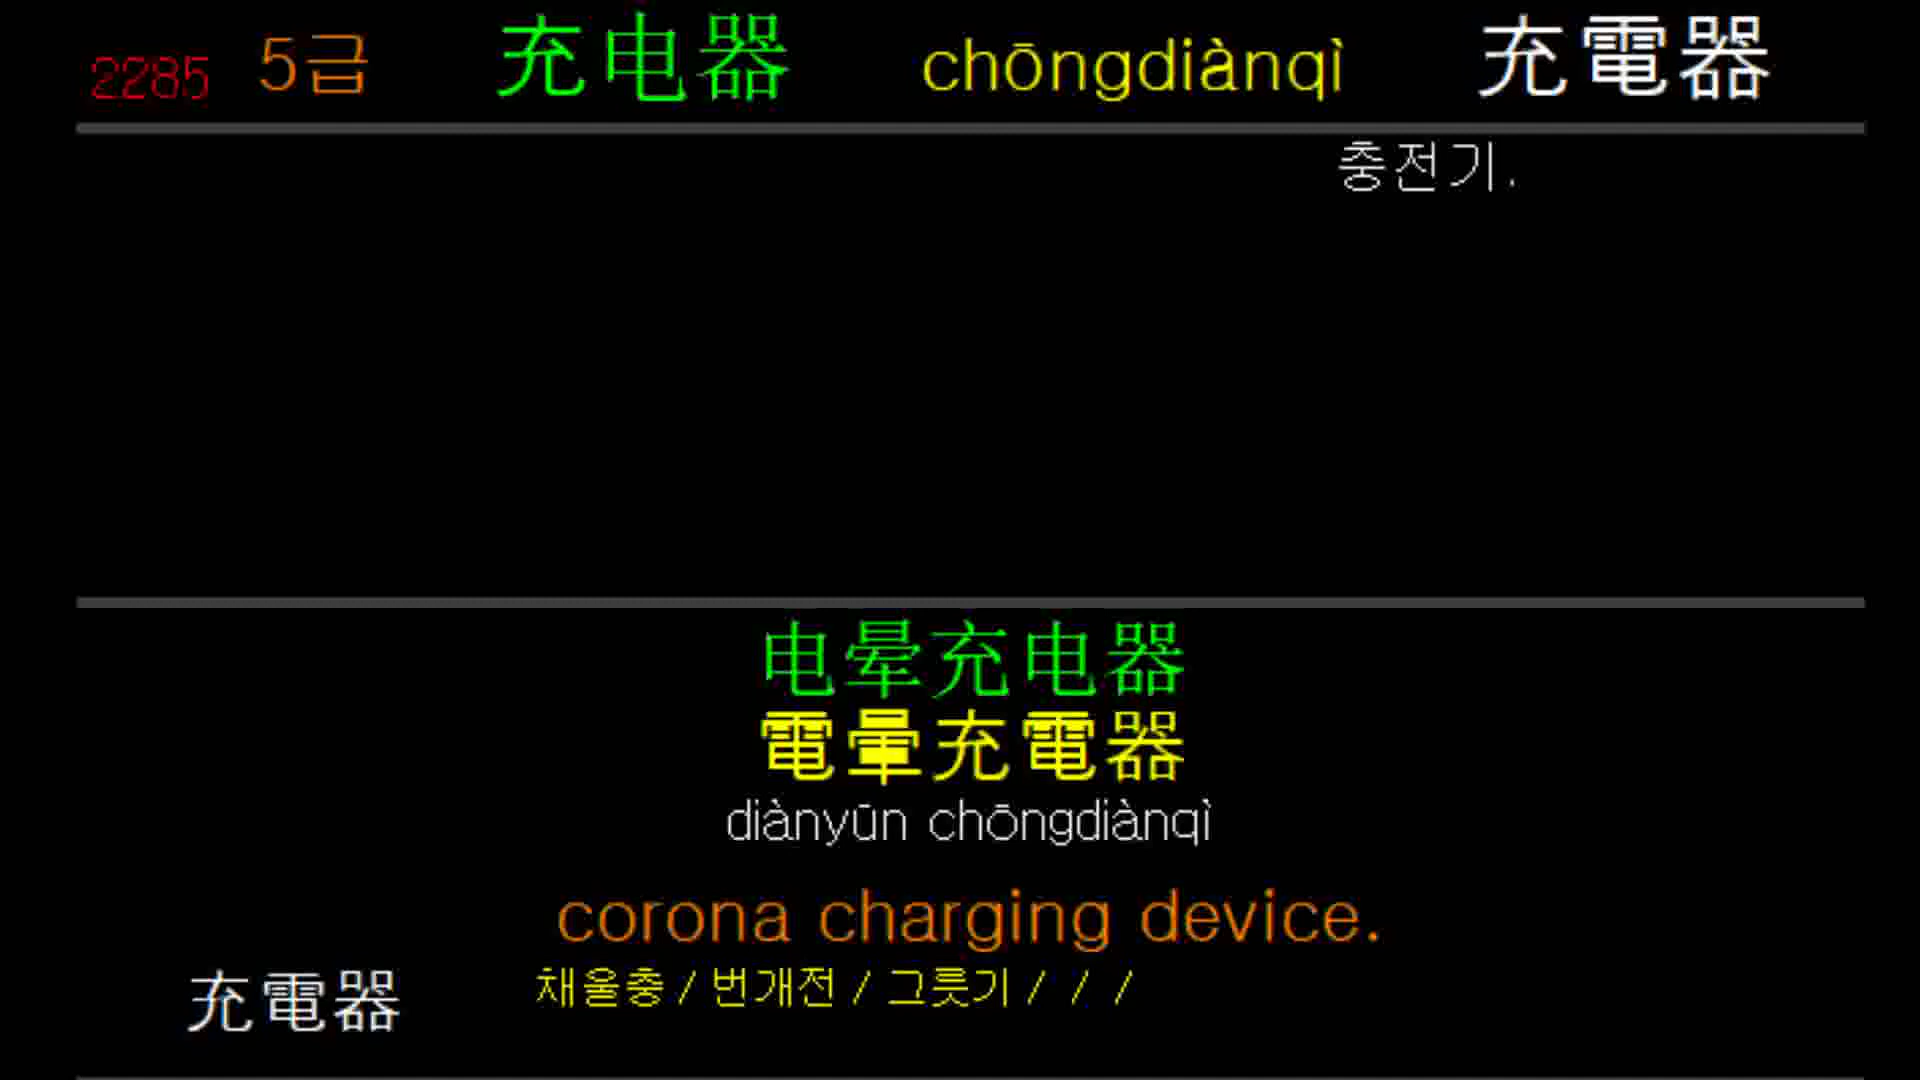 2285 5급 充电器 chōngdiànqì 充電器
충전기.
电晕充电器
電暈充電器
diànyūn chōngdiànqì
corona charging device.
充電器 채울충 / 번개전 / 그릇기 / / /